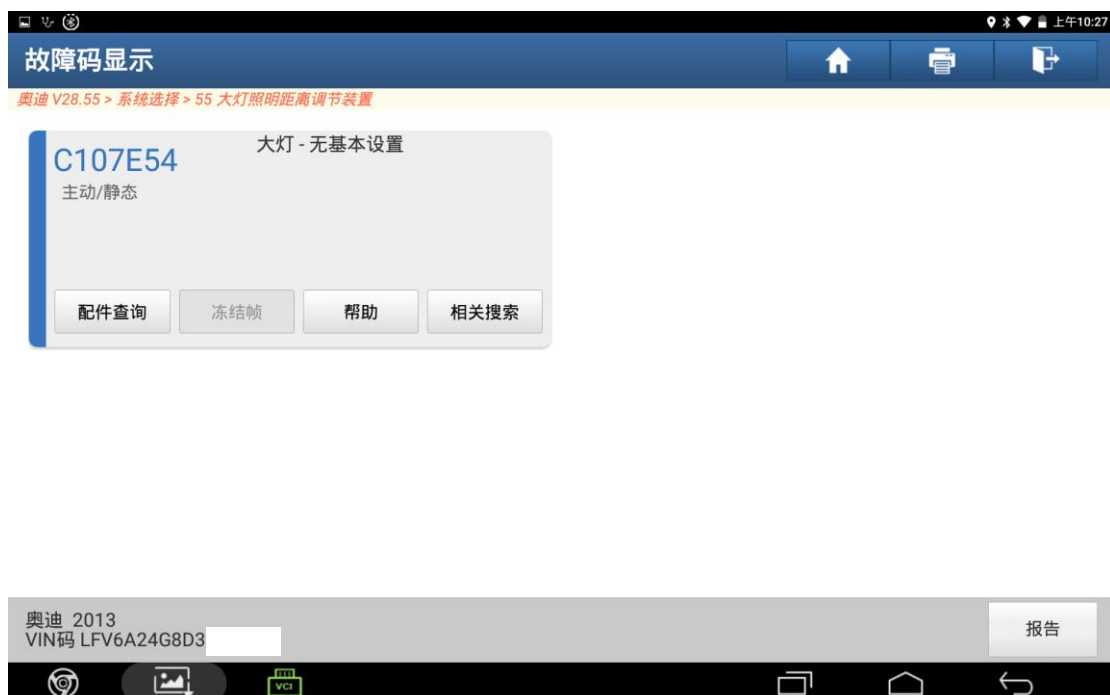 上午10:27
故障码显示
奥迪 V28.55 > 系统选择 > 55 大灯照明距离调节装置
C107E54
大灯 - 无基本设置
主动/静态
配件查询
冻结帧
帮助
相关搜索
奥迪 2013
VIN码 LFV6A24G8D3
报告
VCI